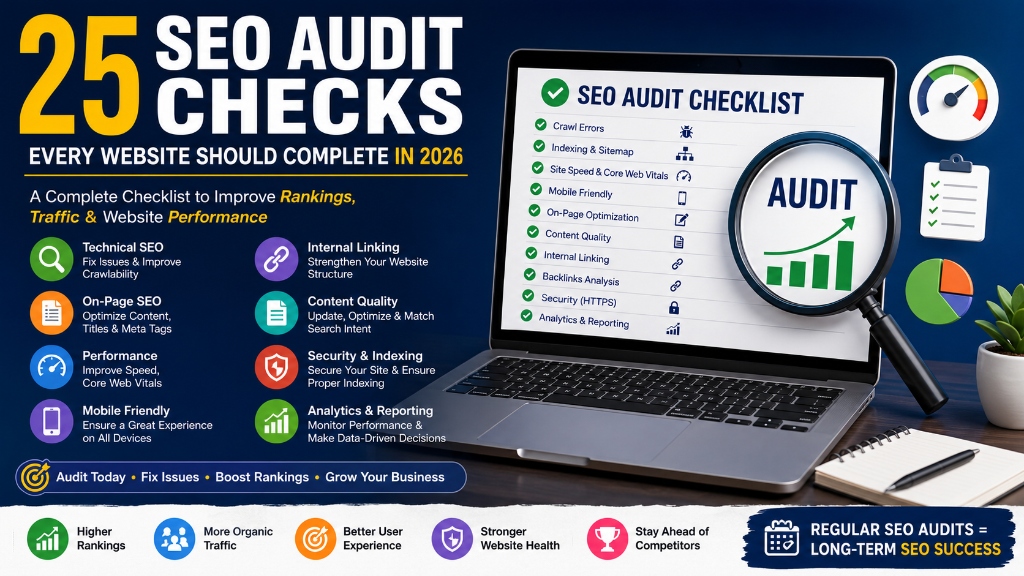 25 SEO AUDIT
CHECKS
EVERY WEBSITE SHOULD COMPLETE IN 2026
A Complete Checklist to Improve Rankings,
Traffic & Website Performance
Technical SEO
Fix Issues & Improve
Crawlability
Internal Linking
Strengthen Your Website
Structure
On-Page SEO
Optimize Content,
Titles & Meta Tags
Content Quality
Update, Optimize & Match
Search Intent
Performance
Improve Speed,
Core Web Vitals
Security & Indexing
Secure Your Site & Ensure
Proper Indexing
Mobile Friendly
Ensure a Great Experience
on All Devices
Analytics & Reporting
Monitor Performance &
Make Data-Driven Decisions
Audit Today • Fix Issues • Boost Rankings • Grow Your Business
SEO AUDIT CHECKLIST
Crawl Errors
Indexing & Sitemap
Site Speed & Core Web Vitals
Mobile Friendly
On-Page Optimization
Content Quality
Internal Linking
Backlinks Analysis
Security (HTTPS)
Analytics & Reporting
AUDIT
Higher
Rankings
More Organic
Traffic
Better User
Experience
Stronger
Website Health
Stay Ahead of
Competitors
REGULAR SEO AUDITS =
LONG-TERM SEO SUCCESS